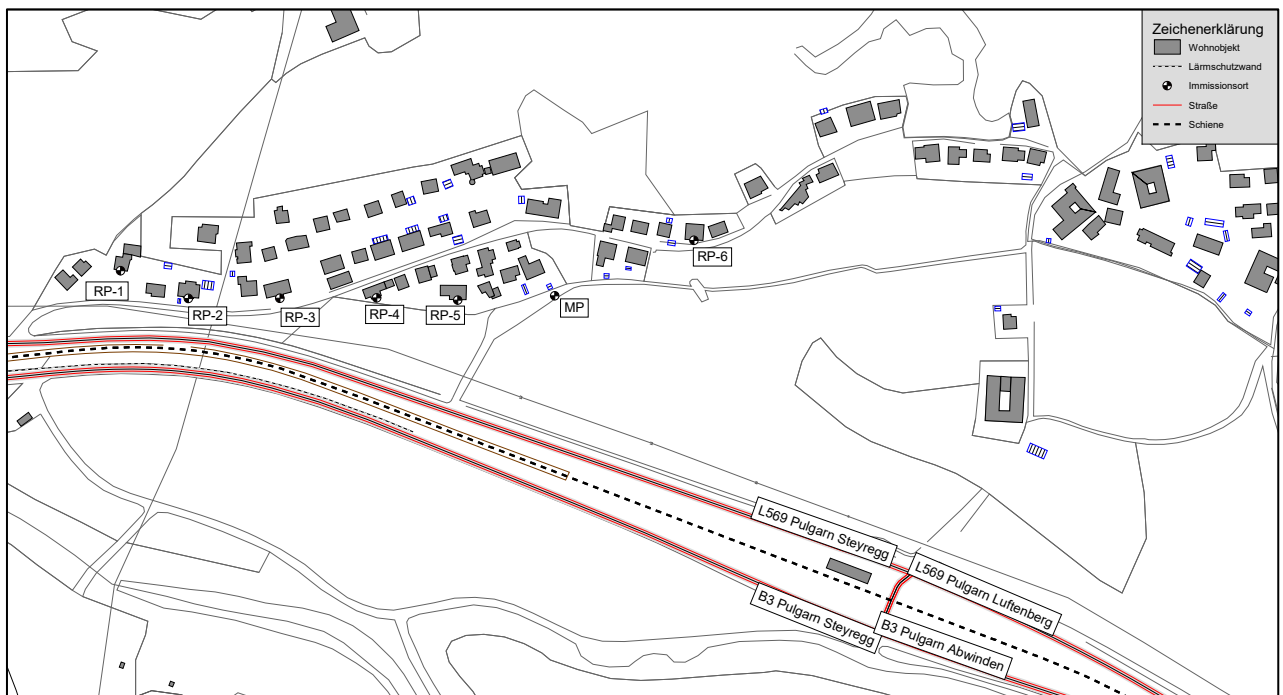 Zeichenerklärung
Wohnobjekt
Lärmschutzwand
Immissionsort
Straße
Schiene
RP-6
RP-1
RP-2
RP-3
RP-4
RP-5
MP
L569 Pulgarn Steyregg
L569 Pulgarn Luftenberg
B3 Pulgarn Steyregg
B3 Pulgarn Abwinden